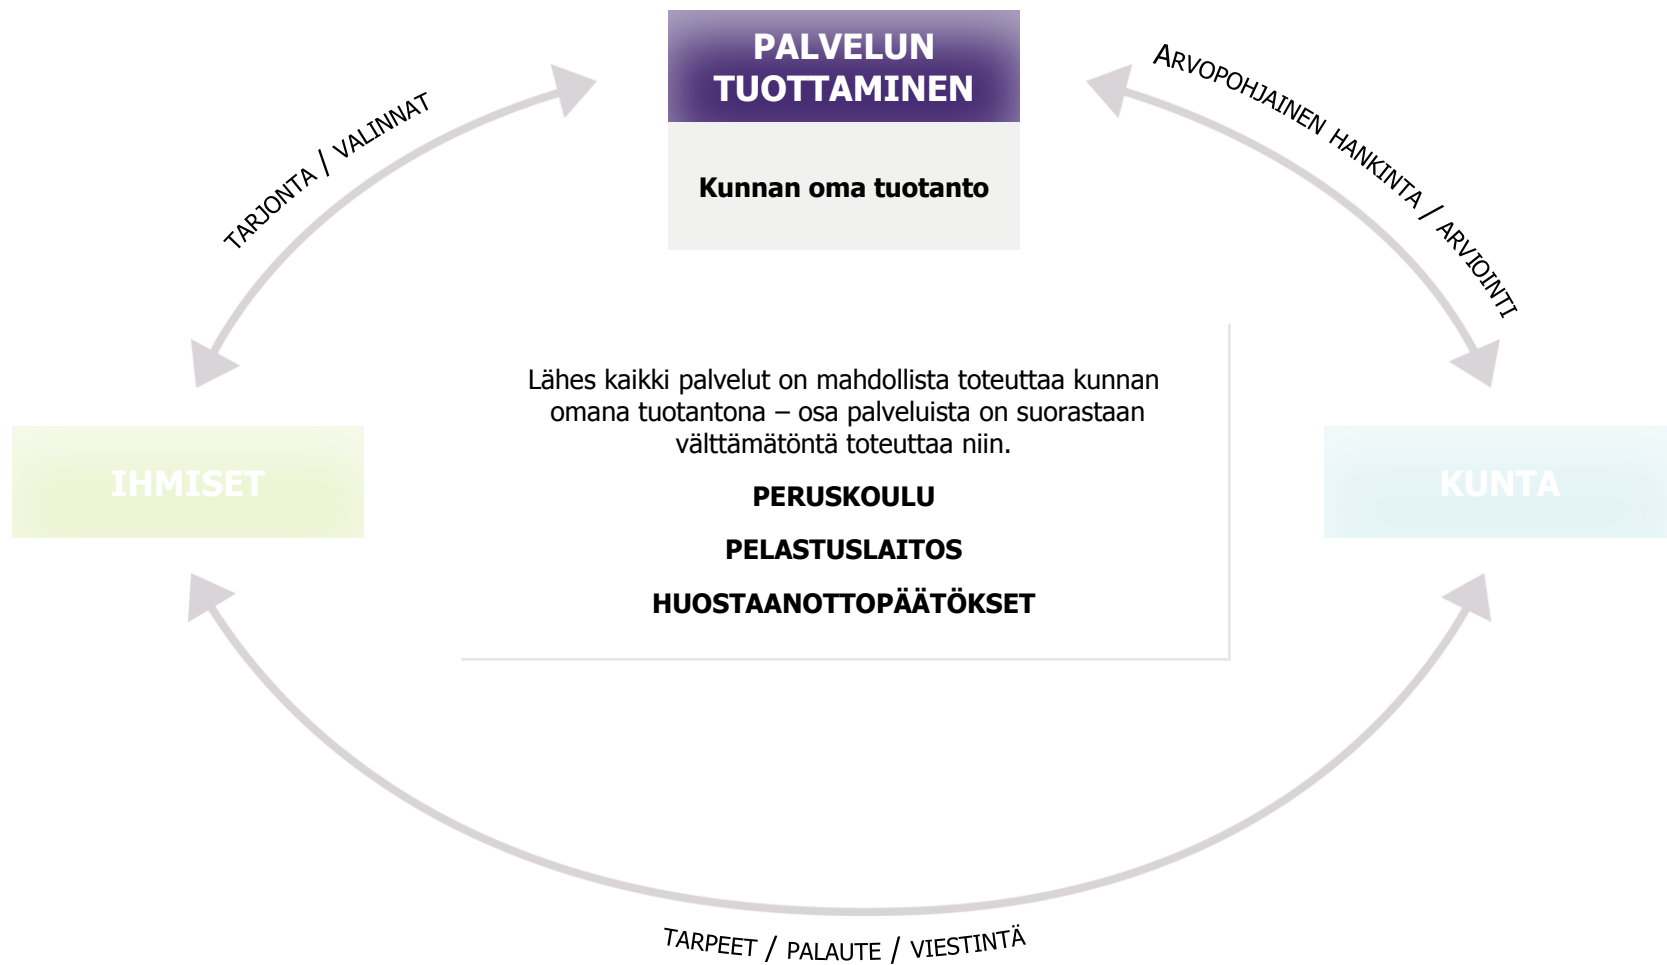 PALVELUN
TUOTTAMINEN
Kunnan oma tuotanto
TARJONTA / VALINNAT
ARVOPOHJAINEN HANKINTA / ARVIOINTI
Lähes kaikki palvelut on mahdollista toteuttaa kunnan
omana tuotantona – osa palveluista on suorastaan
välttämätöntä toteuttaa niin.
PERUSKOULU
PELASTUSLAITOS
HUOSTAANOTTOPÄÄTÖKSET
IHMISET
KUNTA
TARPEET / PALAUTE / VIESTINTÄ